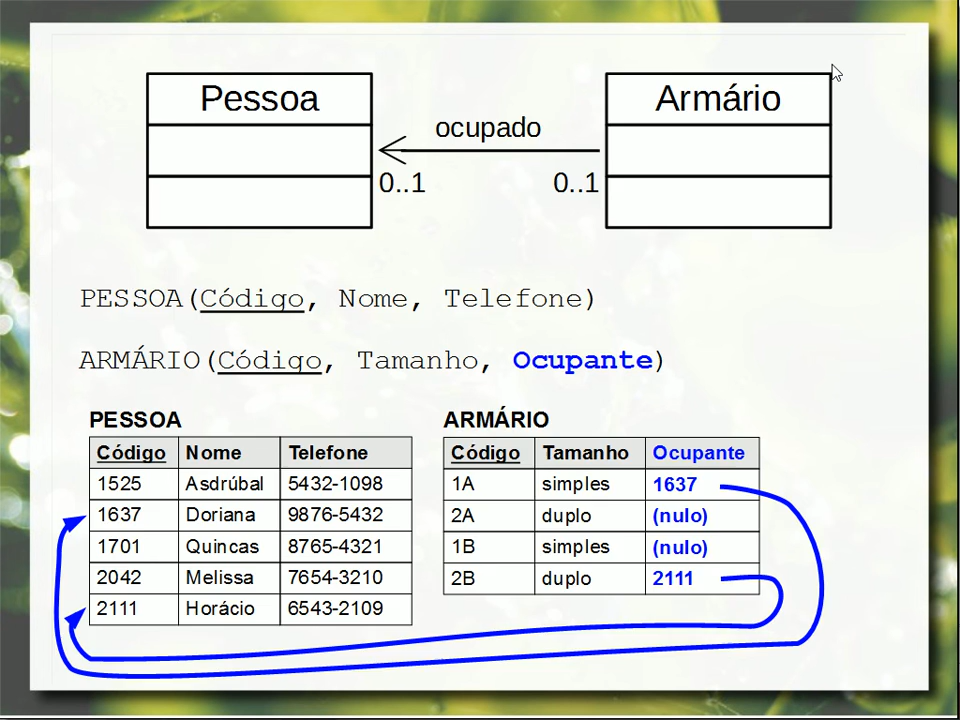 Pessoa
Armário
ocupado
0..1
0..1
PESSOA(Código, Nome, Telefone)
ARMÁRIO(Código, Tamanho, Ocupante)
PESSOA
Código Nome Telefone
1525 Asdrúbal 5432-1098
1637 Doriana 9876-5432
1701 Quincas 8765-4321
2042 Melissa 7654-3210
2111 Horácio 6543-2109
ARMÁRIO
Código Tamanho Ocupante
1A simples 1637
2A duplo (nulo)
1B simples (nulo)
2B duplo 2111